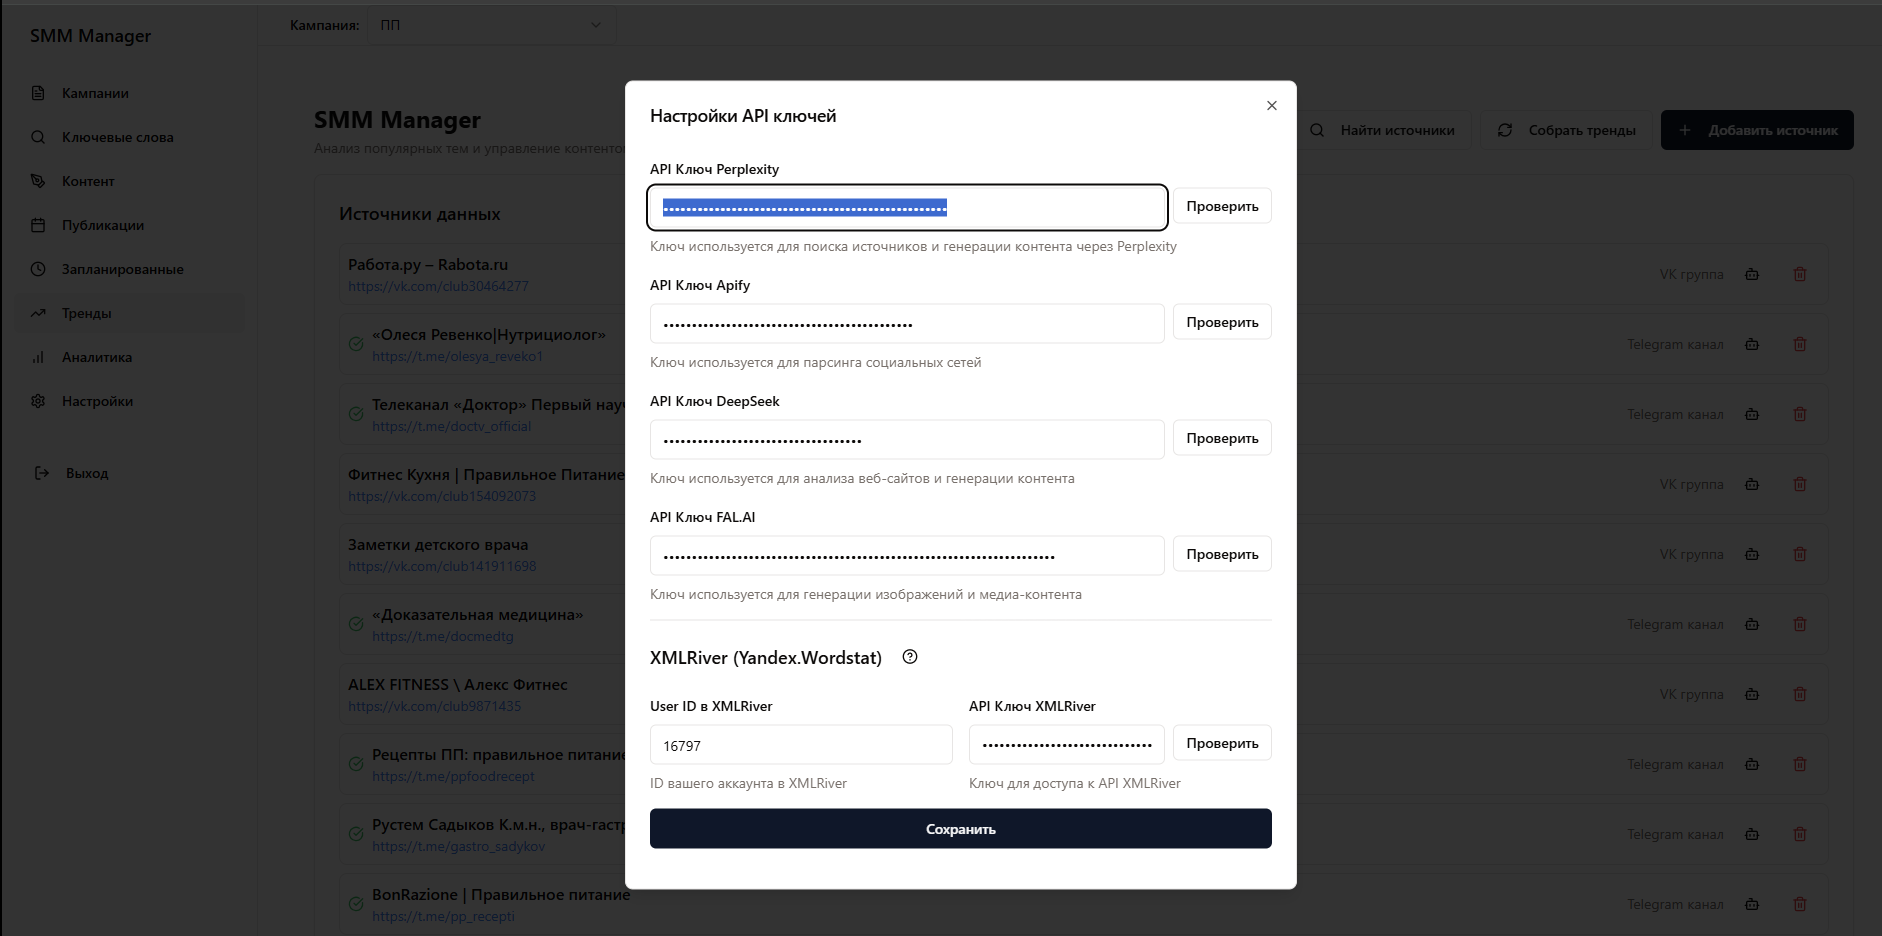 SMM Manager
Кампания: ПП
Кампании
Ключевые слова
Контент
Публикации
Запланированные
Тренды
Аналитика
Настройки
Выход
SMM Manager
Анализ популярных тем и управление контентом
Найти источники
Собрать тренды
+ Добавить источник
Источники данных
Работа.ру – Rabota.ru
https://vk.com/club30464277
VK группа
«Олеся Ревенко|Нутрициолог»
https://t.me/olesya_reveko1
Telegram канал
Телеканал «Доктор» Первый науч
https://t.me/doctv_official
Telegram канал
Фитнес Кухня | Правильное Питание
https://vk.com/club154092073
VK группа
Заметки детского врача
https://vk.com/club141911698
VK группа
«Доказательная медицина»
https://t.me/docmedtg
Telegram канал
ALEX FITNESS \ Алекс Фитнес
https://vk.com/club9871435
VK группа
Рецепты ПП: правильное питание
https://t.me/ppfoodrecept
Telegram канал
Рустем Садыков К.м.н., врач-гастр
https://t.me/gastro_sadykov
Telegram канал
BonRazione | Правильное питание
https://t.me/pp_recepti
Telegram канал
Настройки API ключей
API Ключ Perplexity
Проверить
Ключ используется для поиска источников и генерации контента через Perplexity
API Ключ Apify
Проверить
Ключ используется для парсинга социальных сетей
API Ключ DeepSeek
Проверить
Ключ используется для анализа веб-сайтов и генерации контента
API Ключ FAL.AI
Проверить
Ключ используется для генерации изображений и медиа-контента
XMLRiver (Yandex.Wordstat)
User ID в XMLRiver
16797
ID вашего аккаунта в XMLRiver
API Ключ XMLRiver
Проверить
Ключ для доступа к API XMLRiver
Сохранить